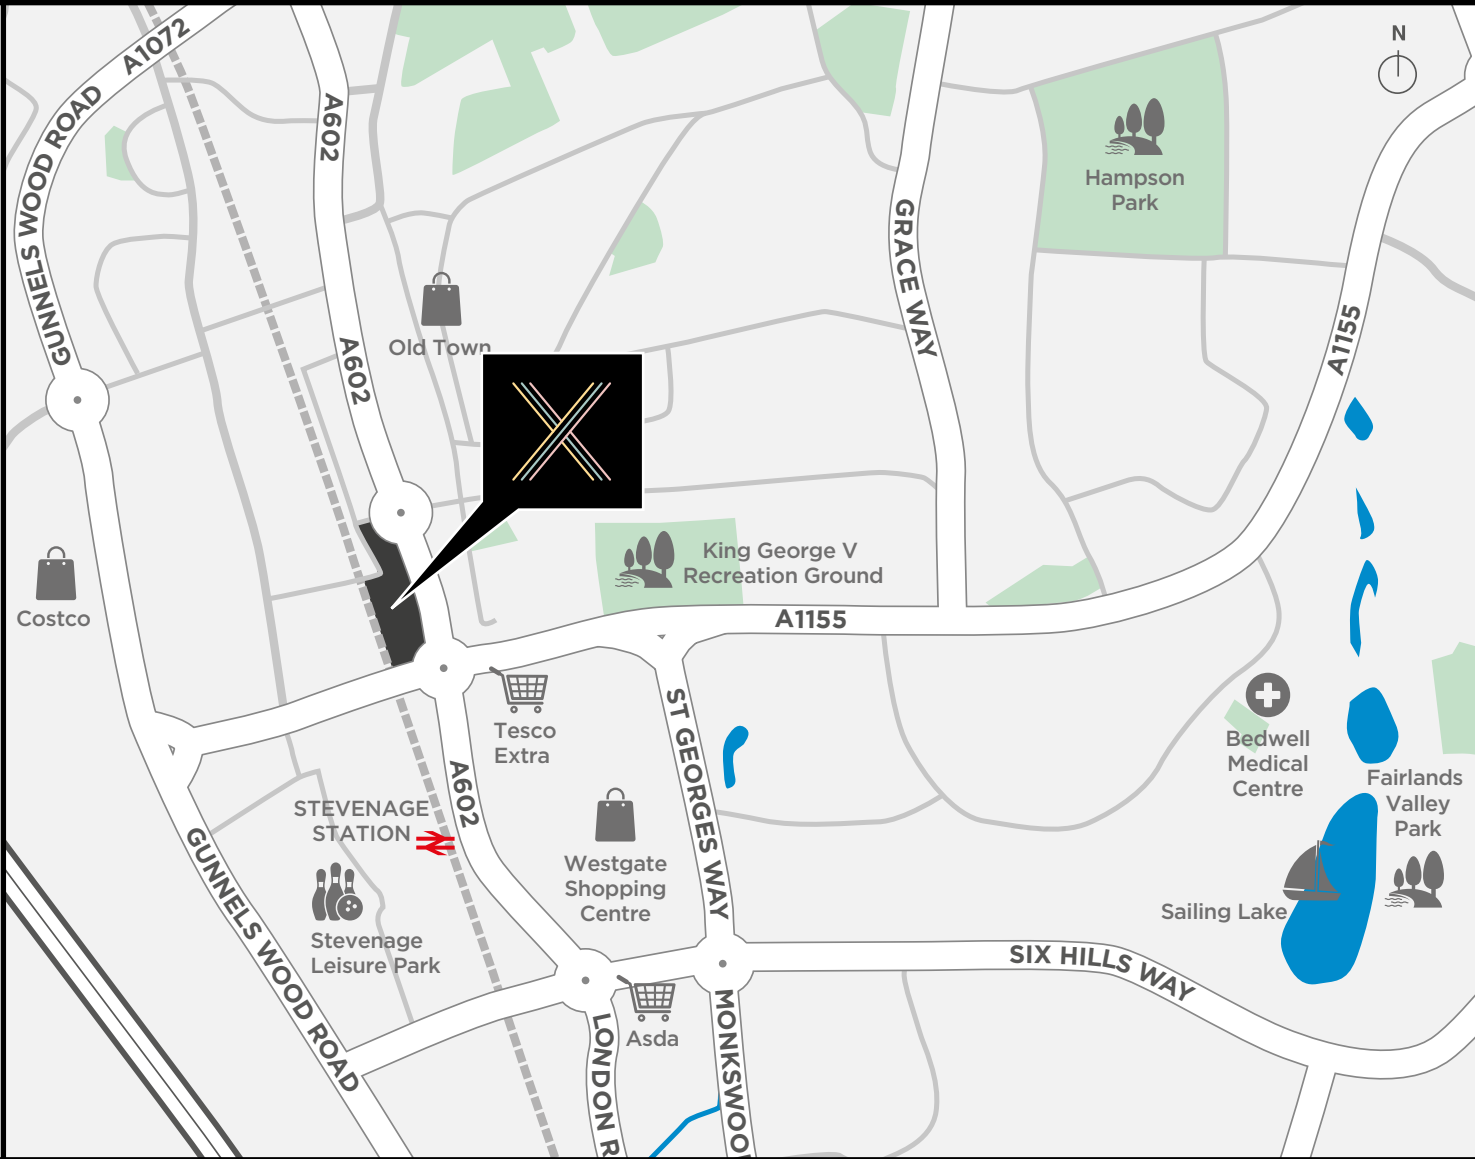 A1072
GUNNELS WOOD ROAD
A602
N
Hampson
Park
GRACE WAY
A1155
Old Town
A602
King George V
Recreation Ground
A1155
Costco
Tesco
Extra
ST GEORGES WAY
Bedwell
Medical
Centre
Fairlands
Valley
Park
STEVENAGE
STATION
A602
Westgate
Shopping
Centre
Sailing Lake
Stevenage
Leisure Park
GUNNELS WOOD ROAD
SIX HILLS WAY
Asda
LONDON R
MONKSWOO